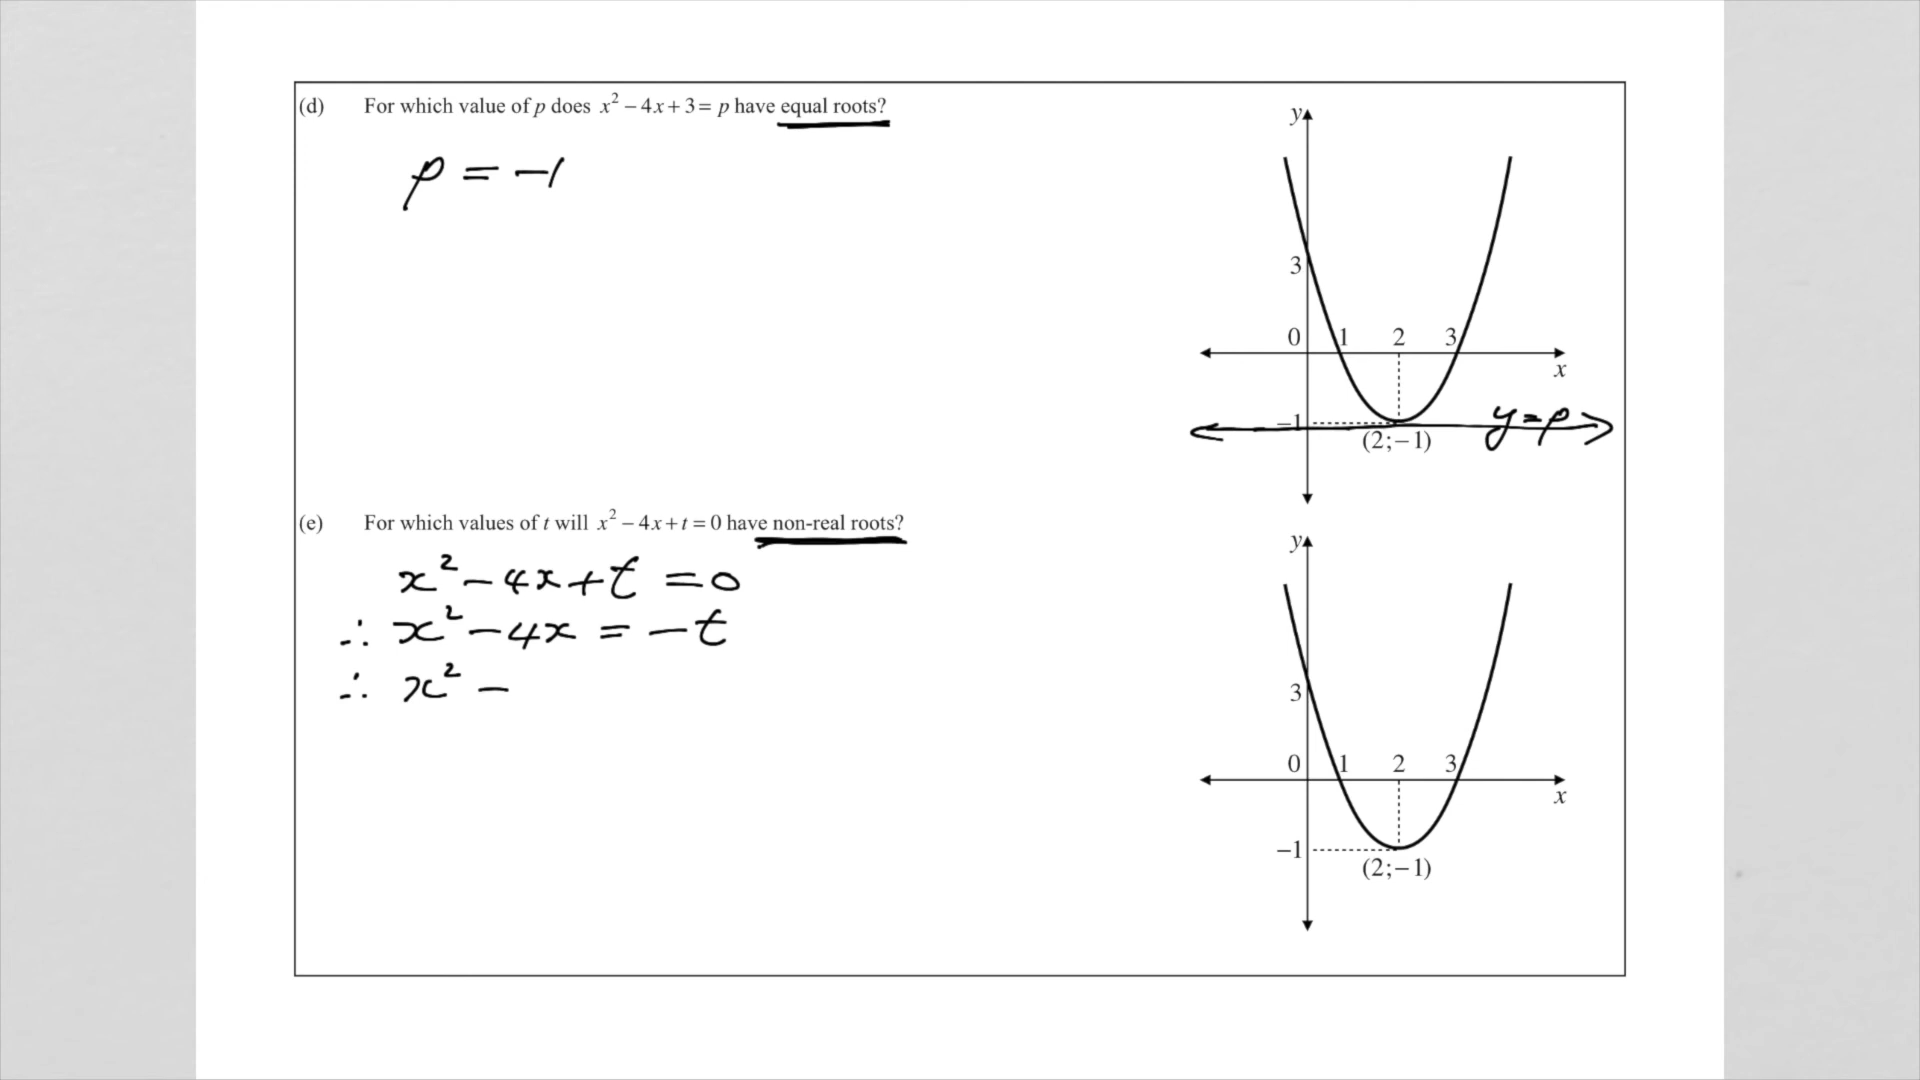 (d) For which value of p does x² – 4x + 3 = p have equal roots?
p = –1
y
3
0 1 2 3
x
–1
(2;–1)
y = p
(e) For which values of t will x² – 4x + t = 0 have non-real roots?
x² – 4x + t = 0
∴ x² – 4x = –t
∴ x² –
y
3
0 1 2 3
x
–1
(2;–1)